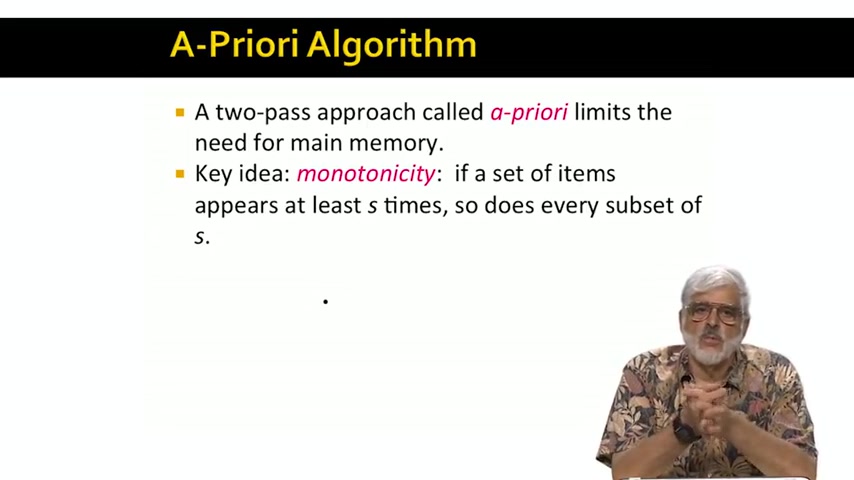 A-Priori Algorithm
A two-pass approach called a-priori limits the
need for main memory.
Key idea: monotonicity: if a set of items
appears at least s times, so does every subset of
s.